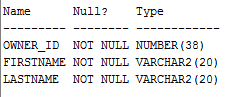 Name      Null?    Type
--------- -------- ------------
OWNER_ID  NOT NULL NUMBER(38)
FIRSTNAME NOT NULL VARCHAR2(20)
LASTNAME  NOT NULL VARCHAR2(20)